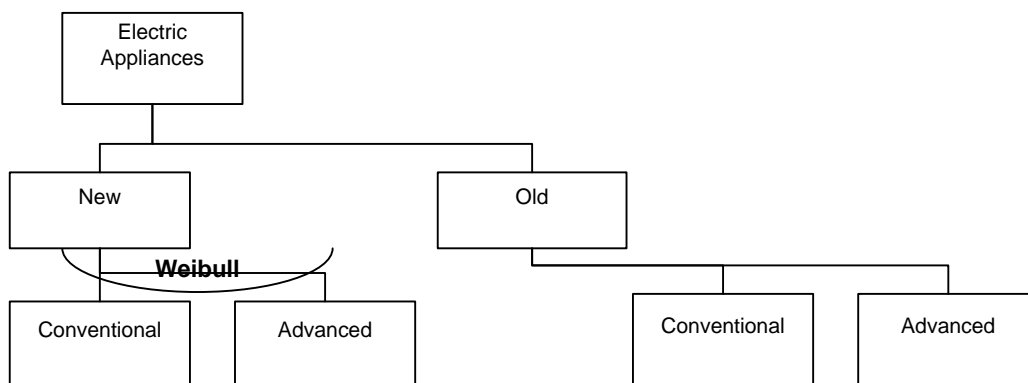 Electric
Appliances
New
Old
Weibull
Conventional
Advanced
Conventional
Advanced